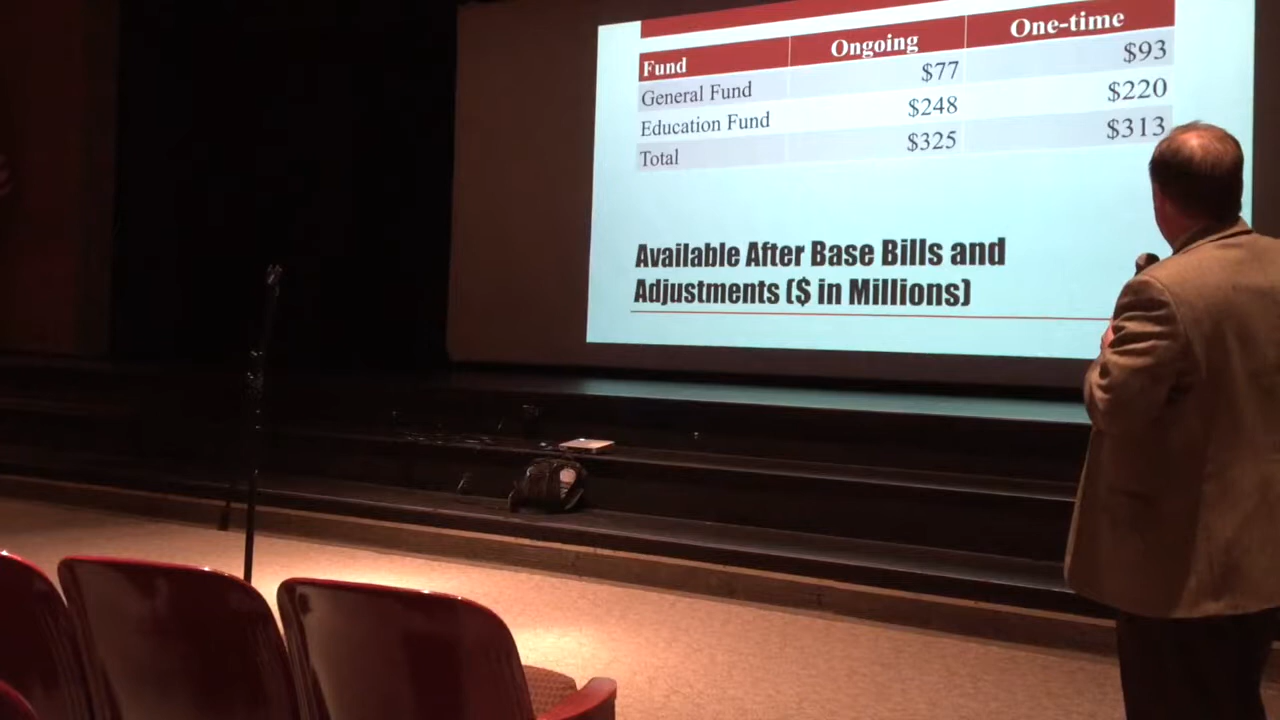 Fund Ongoing One-time
General Fund $77 $93
Education Fund $248 $220
Total $325 $313
Available After Base Bills and
Adjustments ($ in Millions)